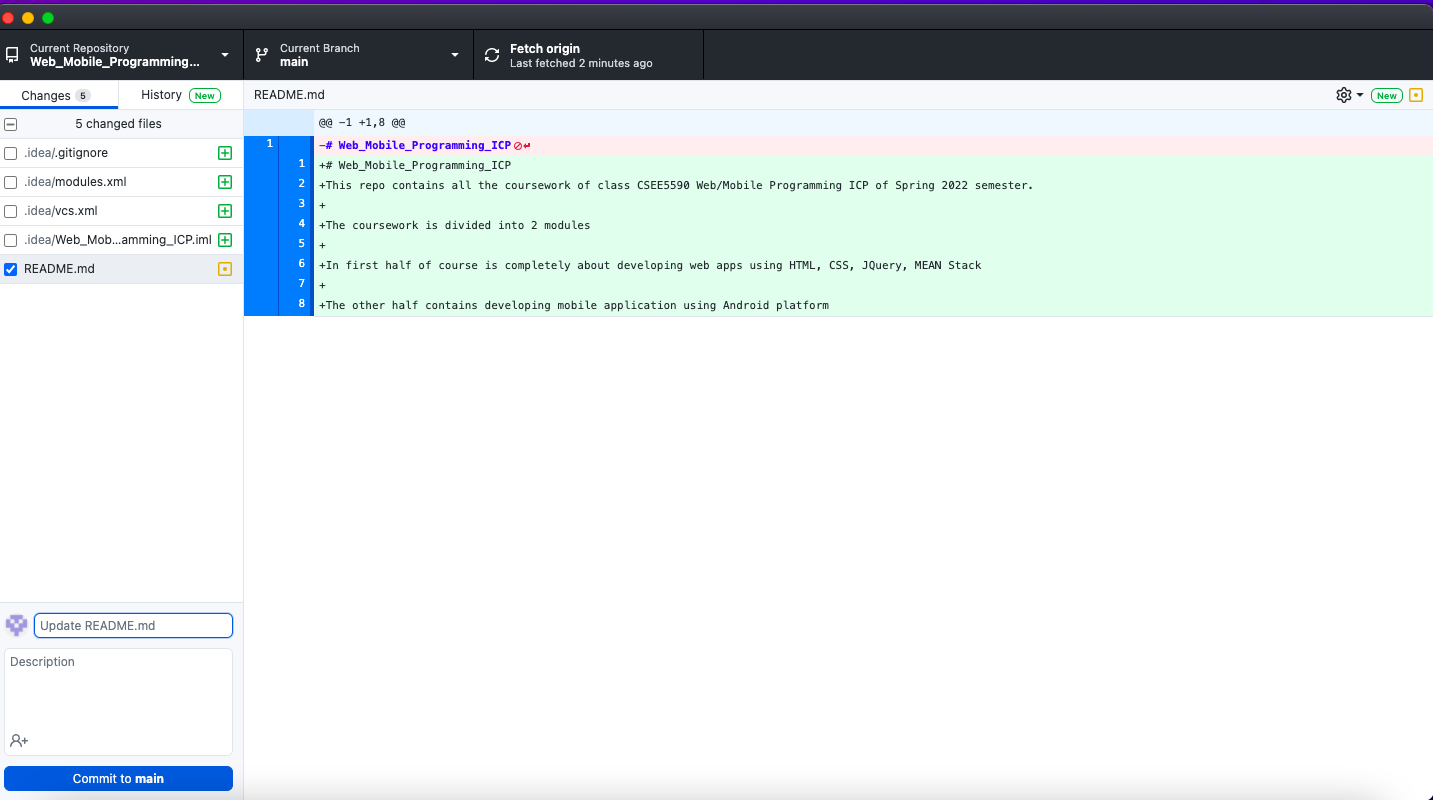 Current Repository
Web_Mobile_Programming...
Current Branch
main
Fetch origin
Last fetched 2 minutes ago
Changes 5
History New
README.md
New
5 changed files
.idea/.gitignore
.idea/modules.xml
.idea/vcs.xml
.idea/Web_Mob...amming_ICP.iml
README.md
@@ -1 +1,8 @@
1 -# Web_Mobile_Programming_ICP
1 +# Web_Mobile_Programming_ICP
2 +This repo contains all the coursework of class CSEE5590 Web/Mobile Programming ICP of Spring 2022 semester.
3 +
4 +The coursework is divided into 2 modules
5 +
6 +In first half of course is completely about developing web apps using HTML, CSS, JQuery, MEAN Stack
7 +
8 +The other half contains developing mobile application using Android platform
Update README.md
Description
Commit to main